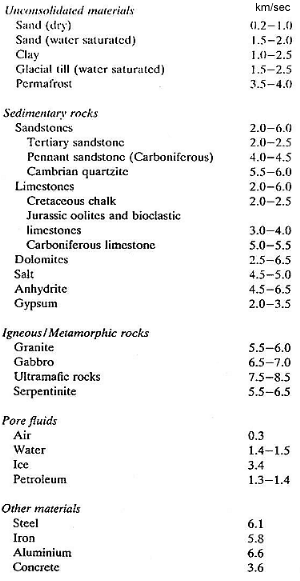 Unconsolidated materials km/sec
Sand (dry) 0.2–1.0
Sand (water saturated) 1.5–2.0
Clay 1.0–2.5
Glacial till (water saturated) 1.5–2.5
Permafrost 3.5–4.0
Sedimentary rocks
Sandstones 2.0–6.0
Tertiary sandstone 2.0–2.5
Pennant sandstone (Carboniferous) 4.0–4.5
Cambrian quartzite 5.5–6.0
Limestones 2.0–6.0
Cretaceous chalk 2.0–2.5
Jurassic oolites and bioclastic
limestones 3.0–4.0
Carboniferous limestone 5.0–5.5
Dolomites 2.5–6.5
Salt 4.5–5.0
Anhydrite 4.5–6.5
Gypsum 2.0–3.5
Igneous/Metamorphic rocks
Granite 5.5–6.0
Gabbro 6.5–7.0
Ultramafic rocks 7.5–8.5
Serpentinite 5.5–6.5
Pore fluids
Air 0.3
Water 1.4–1.5
Ice 3.4
Petroleum 1.3–1.4
Other materials
Steel 6.1
Iron 5.8
Aluminium 6.6
Concrete 3.6